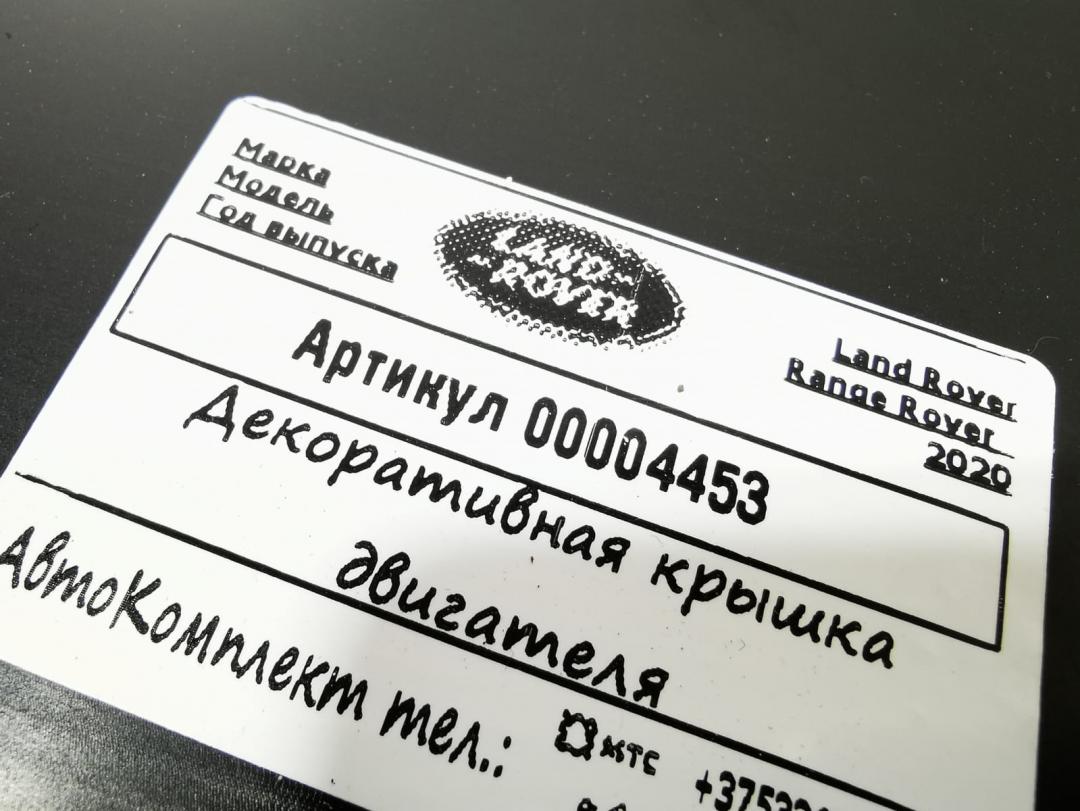 Марка
Модель
Год выпуска
LAND
ROVER
Land Rover
Range Rover
2020
Артикул 00004453
Декоративная крышка
двигателя
АвтоКомплект тел.:
мтс